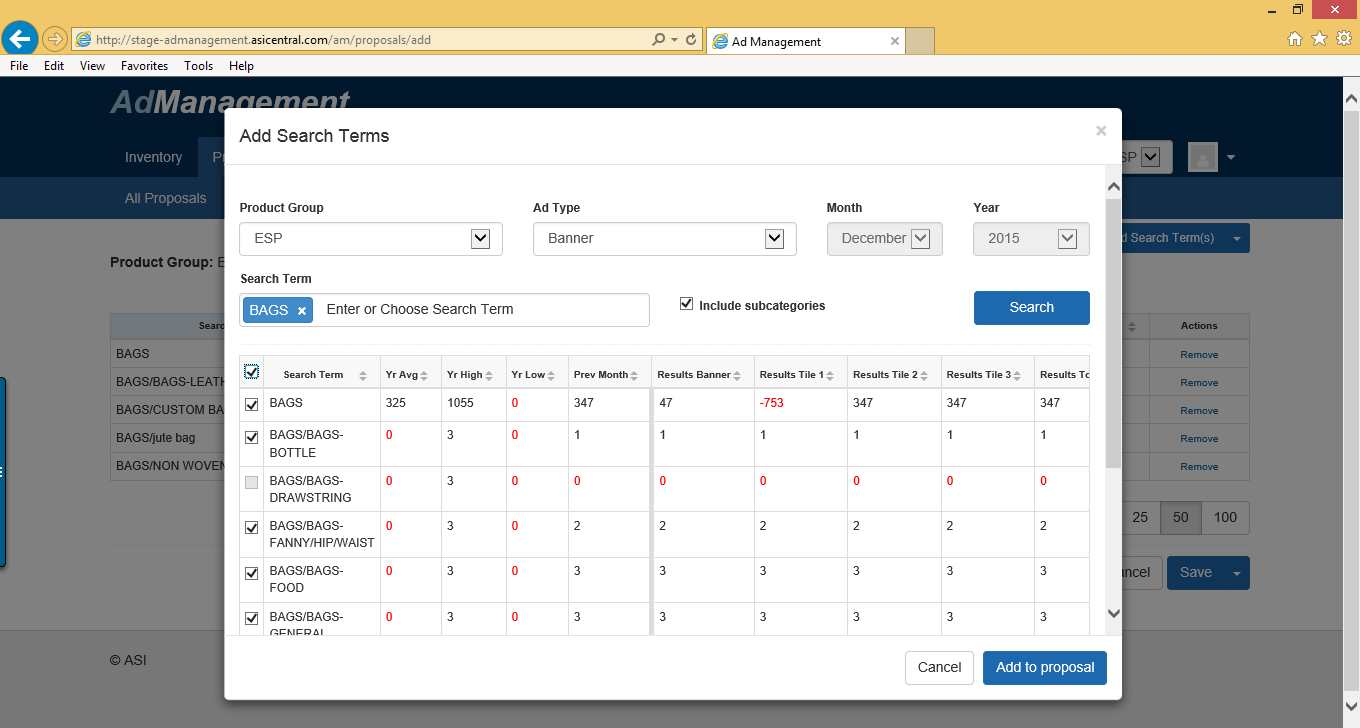 http://stage-admanagement.asicentral.com/am/proposals/add
Ad Management
File Edit View Favorites Tools Help
AdManagement
Add Search Terms
Inventory
All Proposals
Product Group Ad Type Month Year
ESP Banner December 2015
Search Term(s)
Product Group:
Search Term
BAGS x Enter or Choose Search Term
Include subcategories
Search
Search Term Yr Avg Yr High Yr Low Prev Month Results Banner Results Tile 1 Results Tile 2 Results Tile 3 Results
BAGS 325 1055 0 347 47 -753 347 347 347
BAGS/BAGS-BOTTLE 0 3 0 1 1 1 1 1 1
BAGS/BAGS-DRAWSTRING 0 3 0 0 0 0 0 0 0
BAGS/BAGS-FANNY/HIP/WAIST 0 3 0 2 2 2 2 2 2
BAGS/BAGS-FOOD 0 3 0 3 3 3 3 3 3
BAGS/BAGS-GENERAL 0 3 0 3 3 3 3 3 3
Cancel Add to proposal
Actions
BAGS Remove
BAGS/BAGS-LEATH Remove
BAGS/CUSTOM BA Remove
BAGS/jute bag Remove
BAGS/NON WOVEN Remove
25 50 100
Save
© ASI